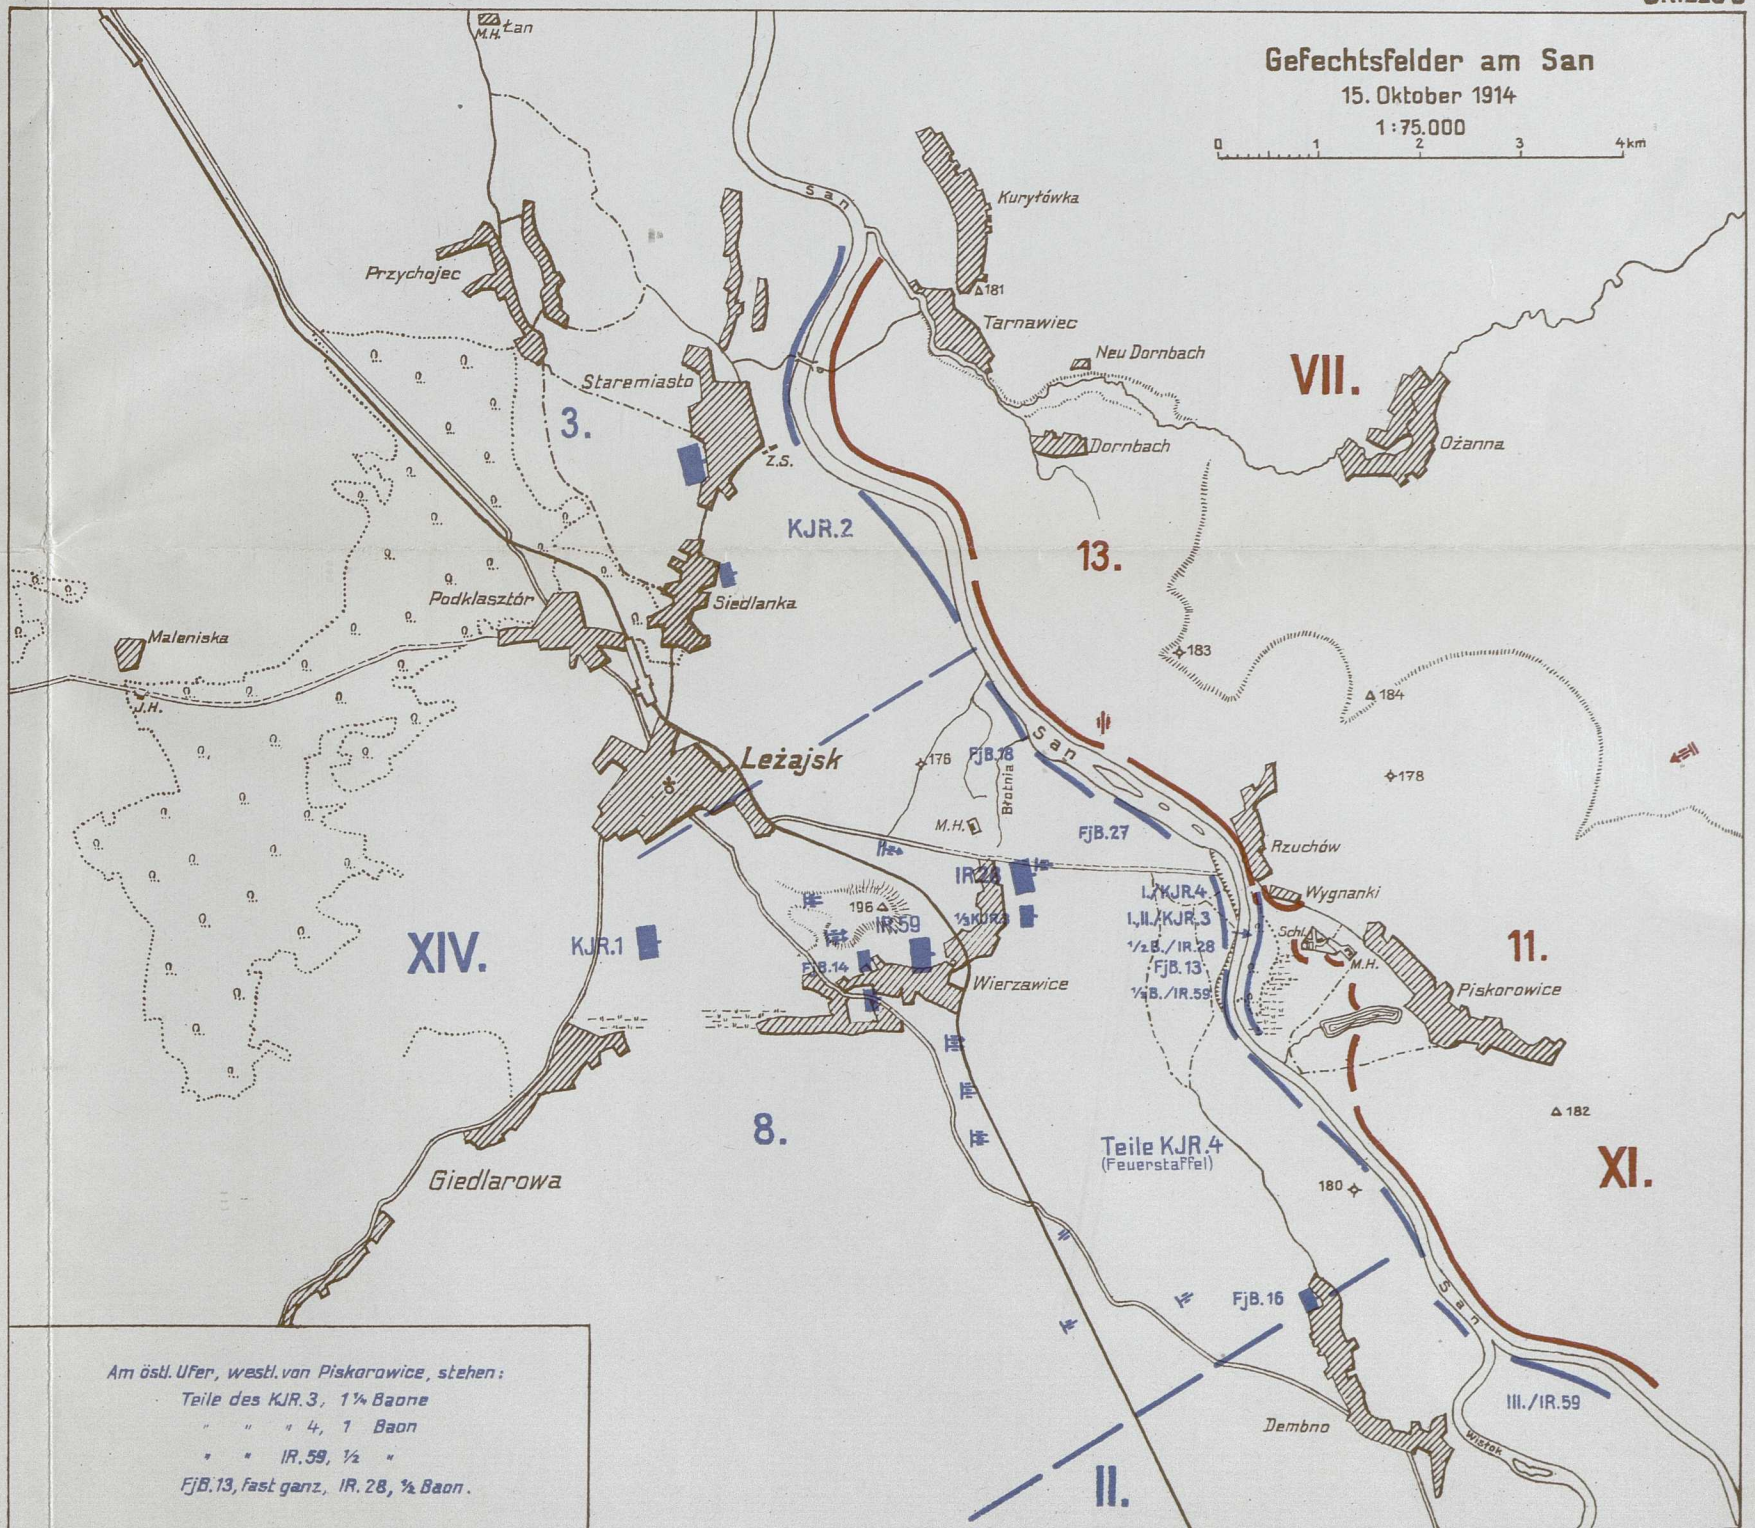 Gefechtsfelder am San
15. Oktober 1914
1:75.000
0 1 2 3 4 km
M.H. Łan
San
Kuryłówka
Przychojec
181
Tarnawiec
Neu Dornbach
VII.
Staremiasto
3.
Dornbach
Ożanna
Z.S.
KJR.2
13.
Podklasztór
Siedlanka
Maleniska
183
J.H.
184
San
Leżajsk
176
FjB.18
178
Błotnia
M.H.
FjB.27
Rzuchów
IR.28
I./KJR.4
Wygnanki
196
IR.59
⅓KJR.3
I,II./KJR.3
Schl.
11.
XIV.
KJR.1
½B./IR.28
M.H.
FjB.14
FjB.13
Wierzawice
½B./IR.59
Piskorowice
182
8.
Teile KJR.4
(Feuerstaffel)
XI.
Giedlarowa
180
San
FjB.16
III./IR.59
Dembno
Wisłok
II.
Am östl. Ufer, westl. von Piskorowice, stehen:
Teile des KJR.3, Baone
" " " 4, 1 Baon
" " IR.59, ½ "
FjB.13, fast ganz, IR.28, ½ Baon.